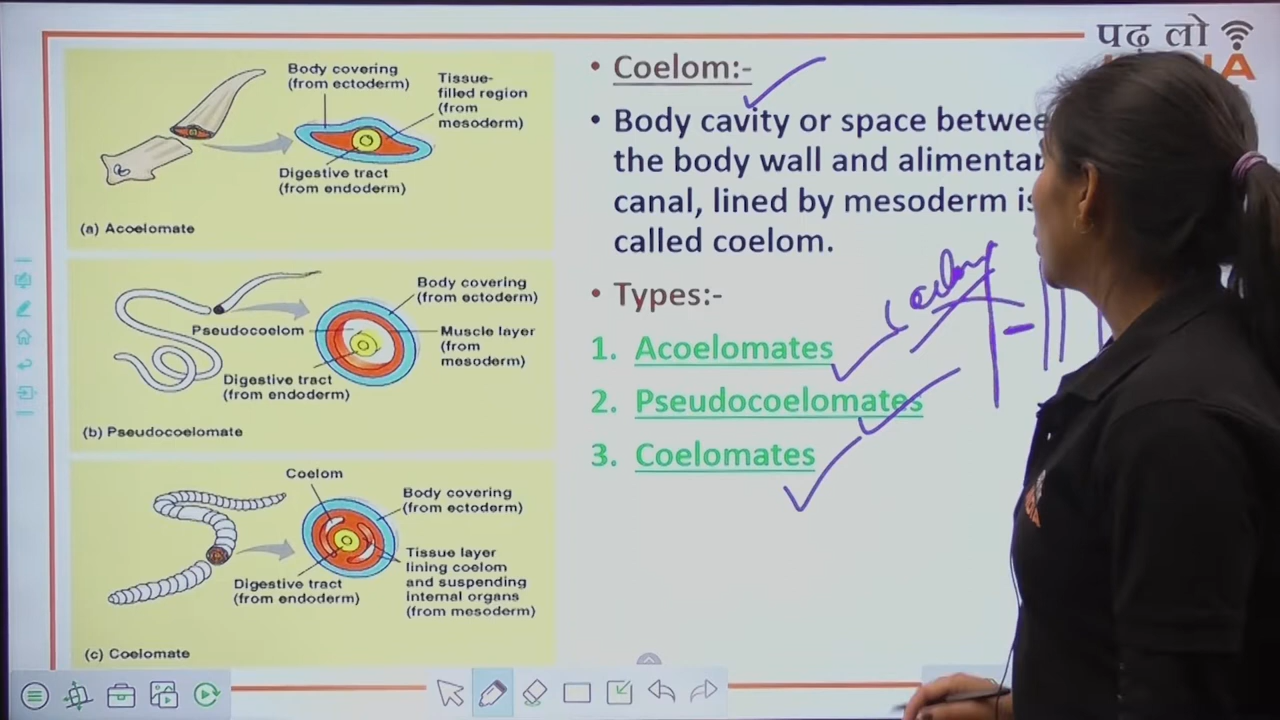 पढ़ लो
Body covering
(from ectoderm)
Tissue-
filled region
(from
mesoderm)
Digestive tract
(from endoderm)
(a) Acoelomate
Body covering
(from ectoderm)
Pseudocoelom
Muscle layer
(from
mesoderm)
Digestive tract
(from endoderm)
(b) Pseudocoelomate
Coelom
Body covering
(from ectoderm)
Tissue layer
lining coelom
and suspending
internal organs
(from mesoderm)
Digestive tract
(from endoderm)
(c) Coelomate
• Coelom:-
• Body cavity or space
the body wall and
canal, lined by mesoderm is
called coelom.
• Types:-
1. Acoelomates
2. Pseudocoelomates
3. Coelomates